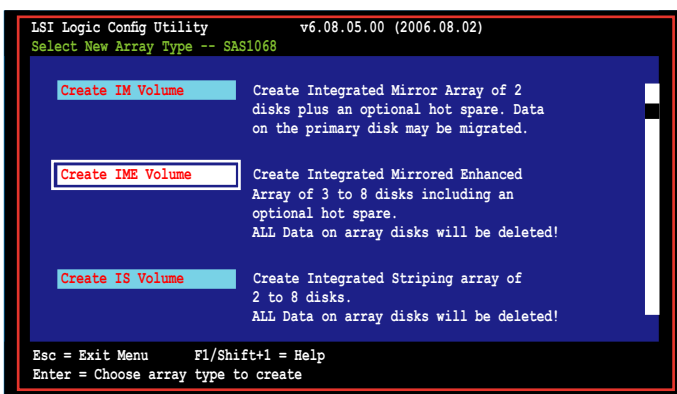 LSI Logic Config Utility v6.08.05.00 (2006.08.02)
Select New Array Type -- SAS1068
Create IM Volume Create Integrated Mirror Array of 2
disks plus an optional hot spare. Data
on the primary disk may be migrated.
Create IME Volume Create Integrated Mirrored Enhanced
Array of 3 to 8 disks including an
optional hot spare.
ALL Data on array disks will be deleted!
Create IS Volume Create Integrated Striping array of
2 to 8 disks.
ALL Data on array disks will be deleted!
Esc = Exit Menu F1/Shift+1 = Help
Enter = Choose array type to create